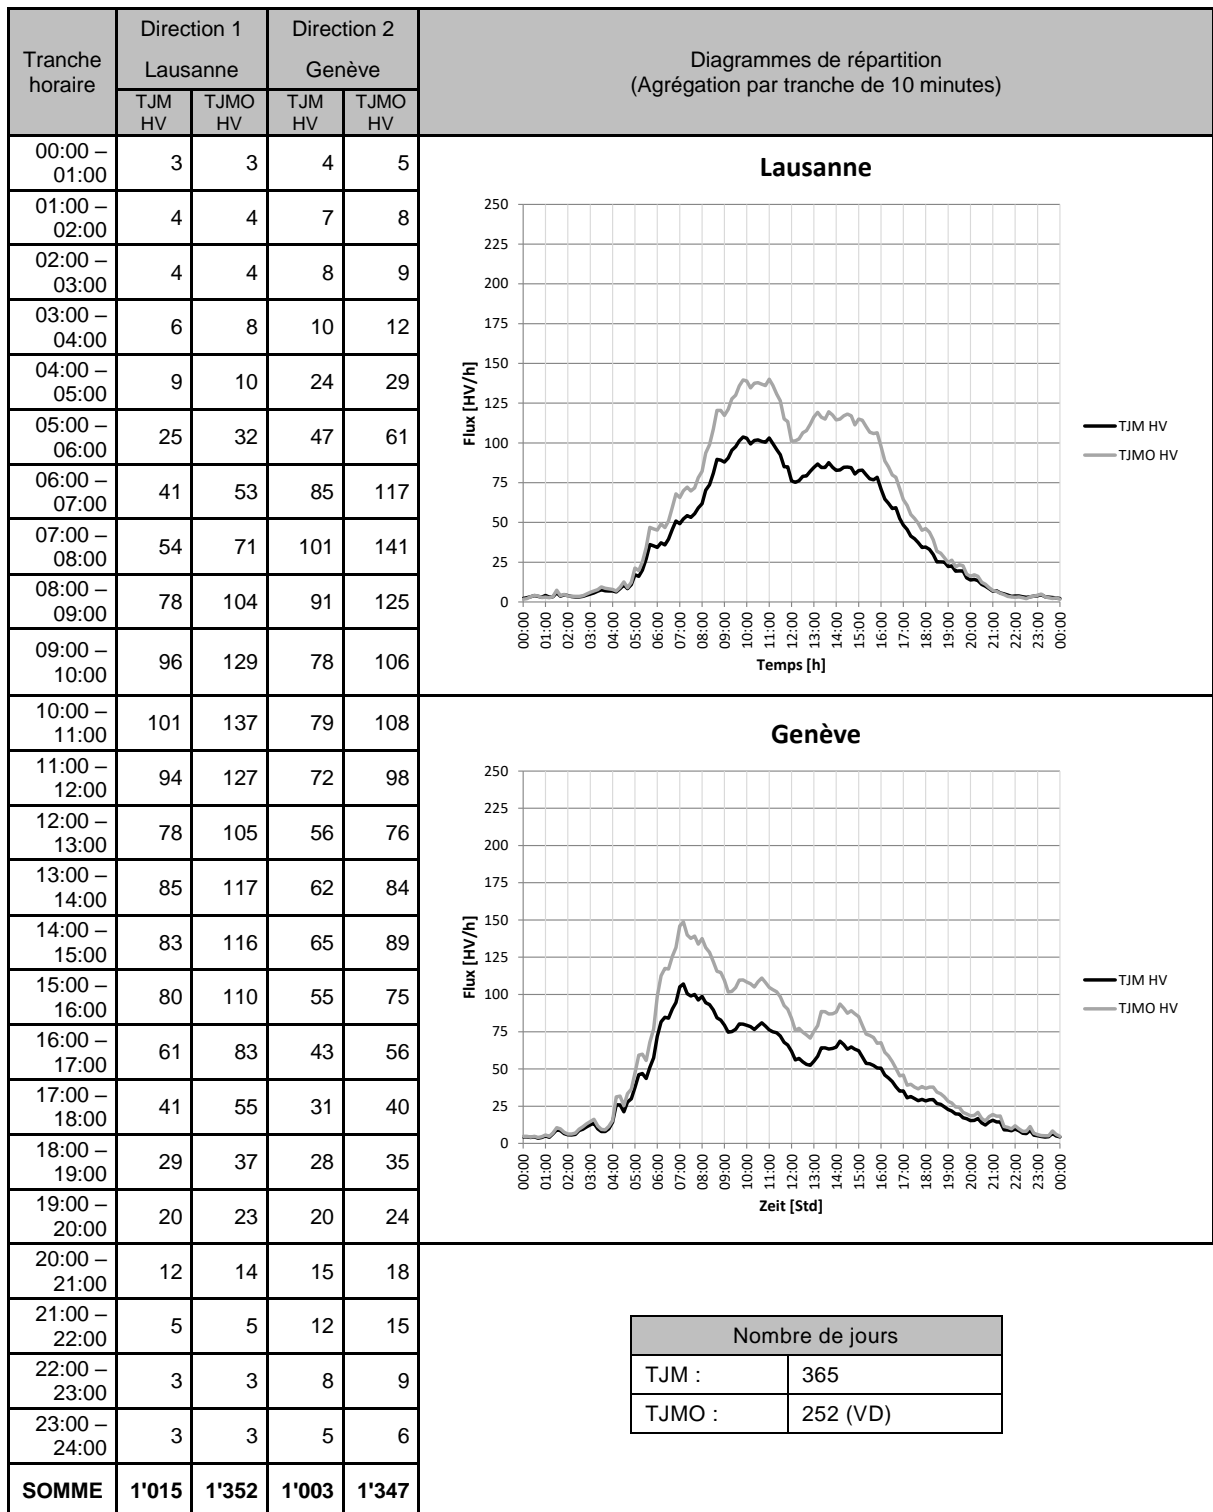 Tranche horaire
Direction 1
Direction 2
Diagrammes de répartition
(Agrégation par tranche de 10 minutes)
Lausanne
Genève
TJM HV
TJMO HV
TJM HV
TJMO HV
00:00 – 01:00 3 3 4 5
01:00 – 02:00 4 4 7 8
02:00 – 03:00 4 4 8 9
03:00 – 04:00 6 8 10 12
04:00 – 05:00 9 10 24 29
05:00 – 06:00 25 32 47 61
06:00 – 07:00 41 53 85 117
07:00 – 08:00 54 71 101 141
08:00 – 09:00 78 104 91 125
09:00 – 10:00 96 129 78 106
10:00 – 11:00 101 137 79 108
11:00 – 12:00 94 127 72 98
12:00 – 13:00 78 105 56 76
13:00 – 14:00 85 117 62 84
14:00 – 15:00 83 116 65 89
15:00 – 16:00 80 110 55 75
16:00 – 17:00 61 83 43 56
17:00 – 18:00 41 55 31 40
18:00 – 19:00 29 37 28 35
19:00 – 20:00 20 23 20 24
20:00 – 21:00 12 14 15 18
21:00 – 22:00 5 5 12 15
22:00 – 23:00 3 3 8 9
23:00 – 24:00 3 3 5 6
SOMME 1'015 1'352 1'003 1'347
Lausanne
Flux [HV/h]
250
225
200
175
150
125
100
75
50
25
0
00:00 01:00 02:00 03:00 04:00 05:00 06:00 07:00 08:00 09:00 10:00 11:00 12:00 13:00 14:00 15:00 16:00 17:00 18:00 19:00 20:00 21:00 22:00 23:00 00:00
Temps [h]
TJM HV
TJMO HV
Genève
Flux [HV/h]
250
225
200
175
150
125
100
75
50
25
0
00:00 01:00 02:00 03:00 04:00 05:00 06:00 07:00 08:00 09:00 10:00 11:00 12:00 13:00 14:00 15:00 16:00 17:00 18:00 19:00 20:00 21:00 22:00 23:00 00:00
Zeit [Std]
TJM HV
TJMO HV
Nombre de jours
TJM : 365
TJMO : 252 (VD)